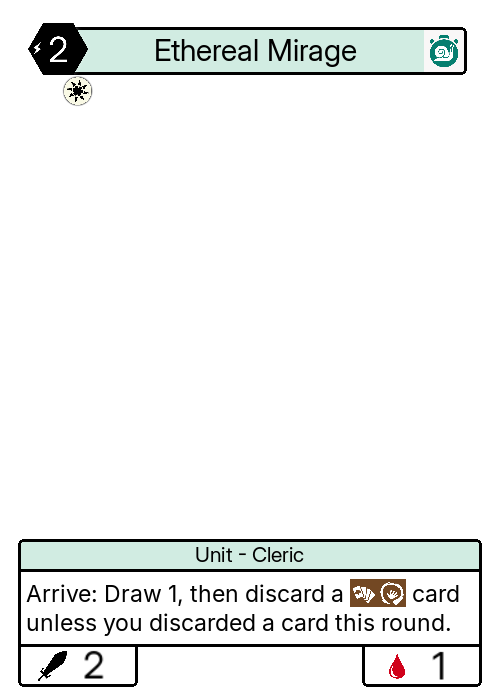 2
Ethereal Mirage
Unit - Cleric
Arrive: Draw 1, then discard a card
unless you discarded a card this round.
2
1